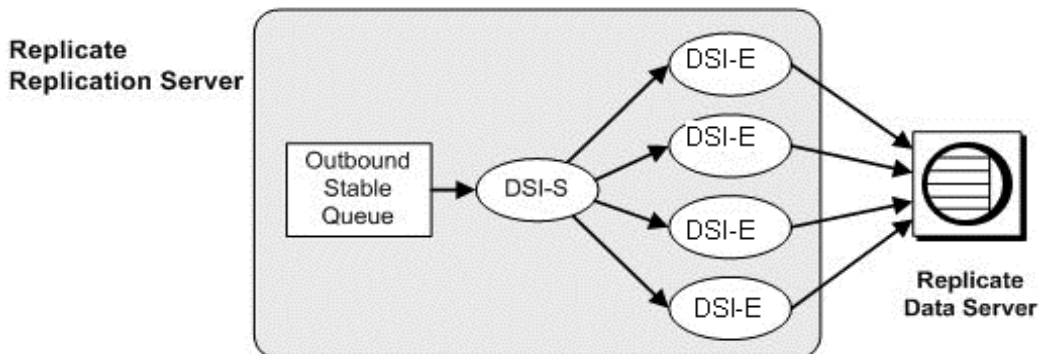 Replicate
Replication Server
Outbound
Stable
Queue
DSI-S
DSI-E
DSI-E
DSI-E
DSI-E
Replicate
Data Server